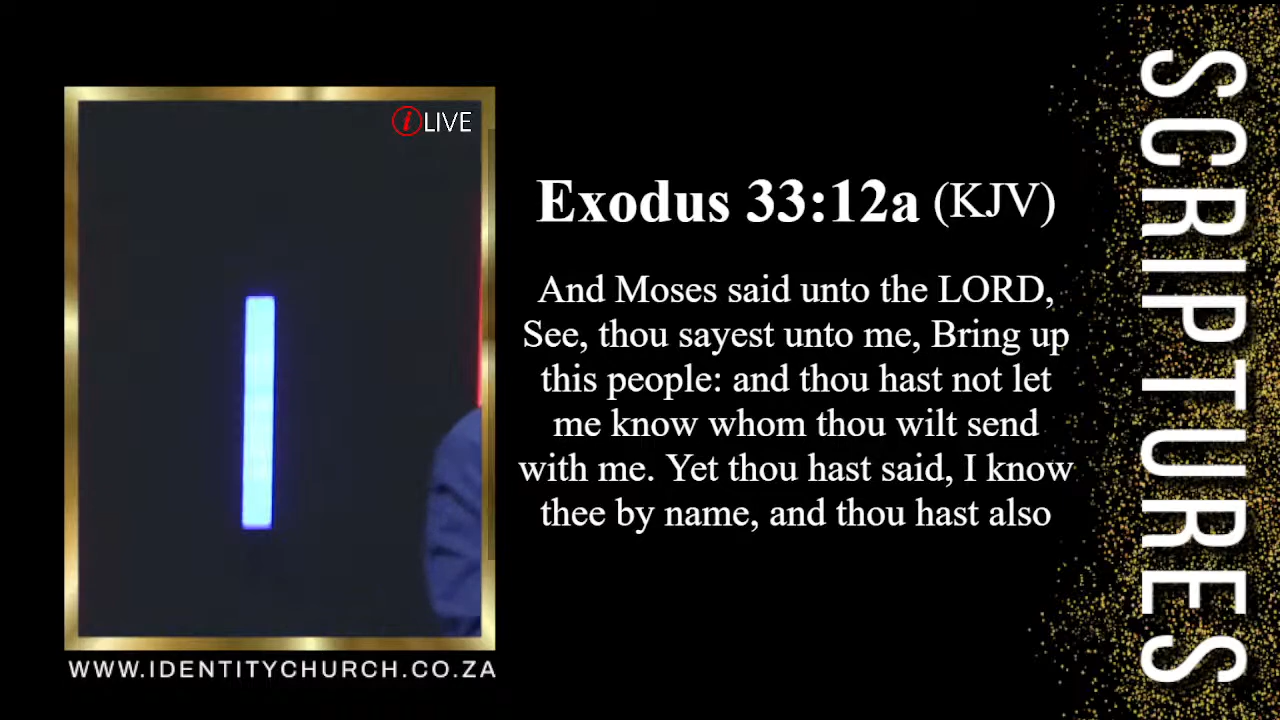 i LIVE
Exodus 33:12a (KJV)
And Moses said unto the LORD,
See, thou sayest unto me, Bring up
this people: and thou hast not let
me know whom thou wilt send
with me. Yet thou hast said, I know
thee by name, and thou hast also
WWW.IDENTITYCHURCH.CO.ZA
SCRIPTURES